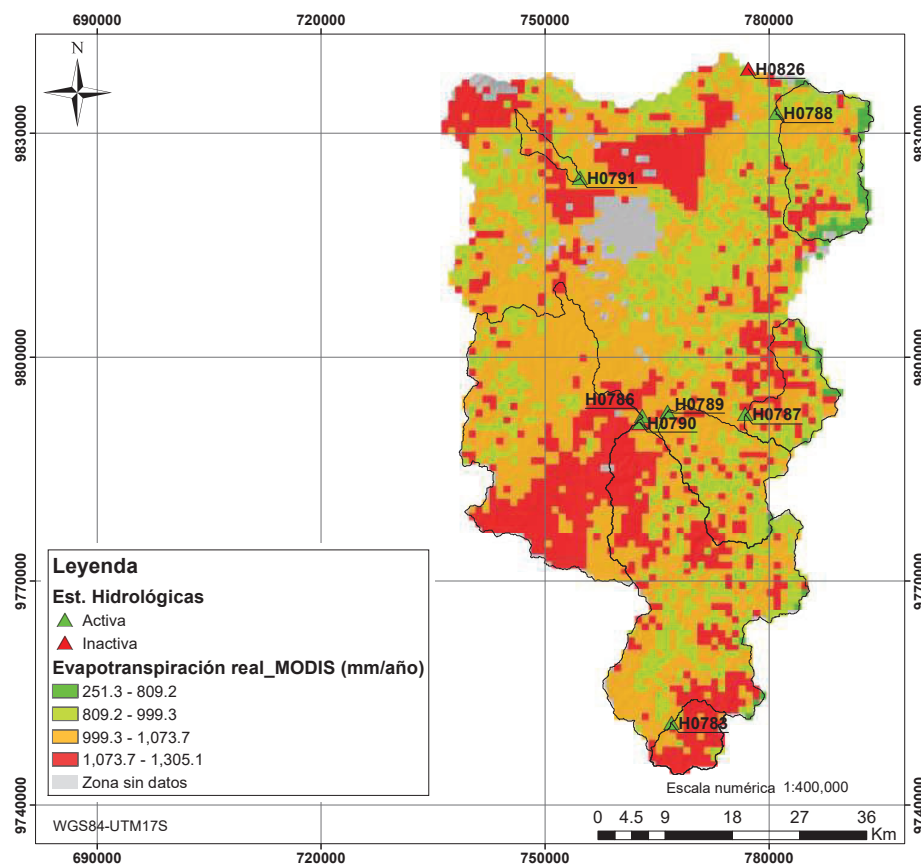 690000
720000
750000
780000
N
H0826
H0788
H0791
H0786
H0789
H0787
H0790
H0783
9830000
9800000
9770000
9740000
9830000
9800000
9770000
9740000
Leyenda
Est. Hidrológicas
Activa
Inactiva
Evapotranspiración real_MODIS (mm/año)
251.3 - 809.2
809.2 - 999.3
999.3 - 1,073.7
1,073.7 - 1,305.1
Zona sin datos
WGS84-UTM17S
Escala numérica 1:400,000
0 4.5 9 18 27 36
Km
690000
720000
750000
780000